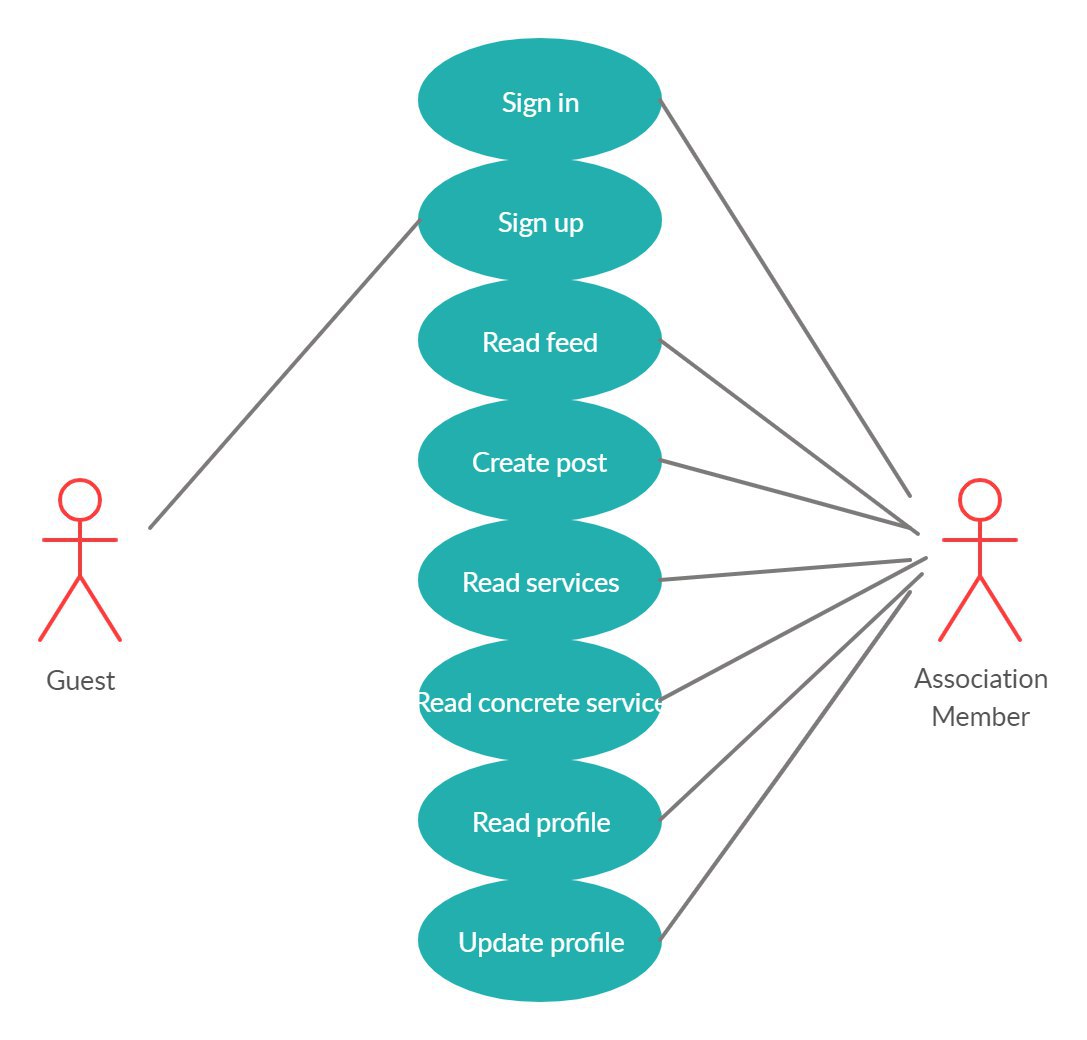 Sign in
Sign up
Read feed
Create post
Read services
Read concrete service
Read profile
Update profile
Guest
Association
Member